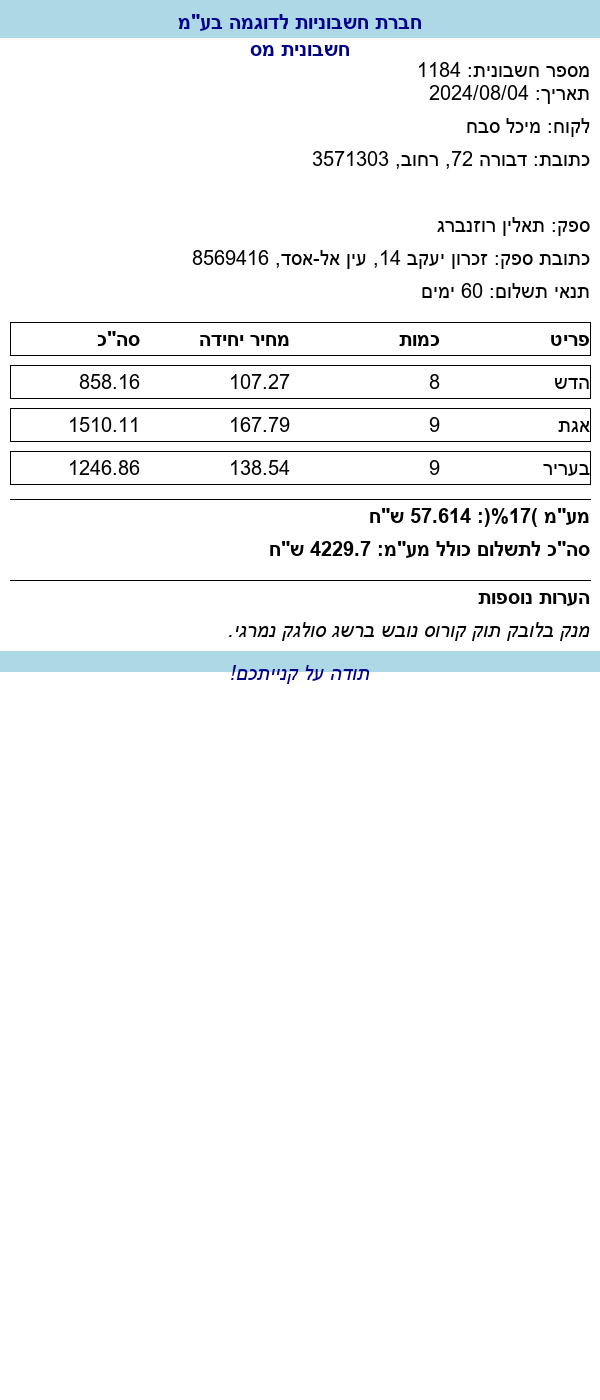 חברת חשבוניות לדוגמה בע"מ
חשבונית מס
מספר חשבונית: 1184
תאריך: 2024/08/04
לקוח: מיכל סבח
כתובת: דבורה 72, רחוב, 3571303
ספק: תאלין רוזנברג
כתובת ספק: זכרון יעקב 14, עין אל-אסד, 8569416
תנאי תשלום: 60 ימים
פריט כמות מחיר יחידה סה"כ
הדש 8 107.27 858.16
אגת 9 167.79 1510.11
בעריר 9 138.54 1246.86
מע"מ )17%(: 57.614 ש"ח
סה"כ לתשלום כולל מע"מ: 4229.7 ש"ח
הערות נוספות
מנק בלובק תוק קורוס נובש ברשג סולגק נמרגי.
תודה על קנייתכם!